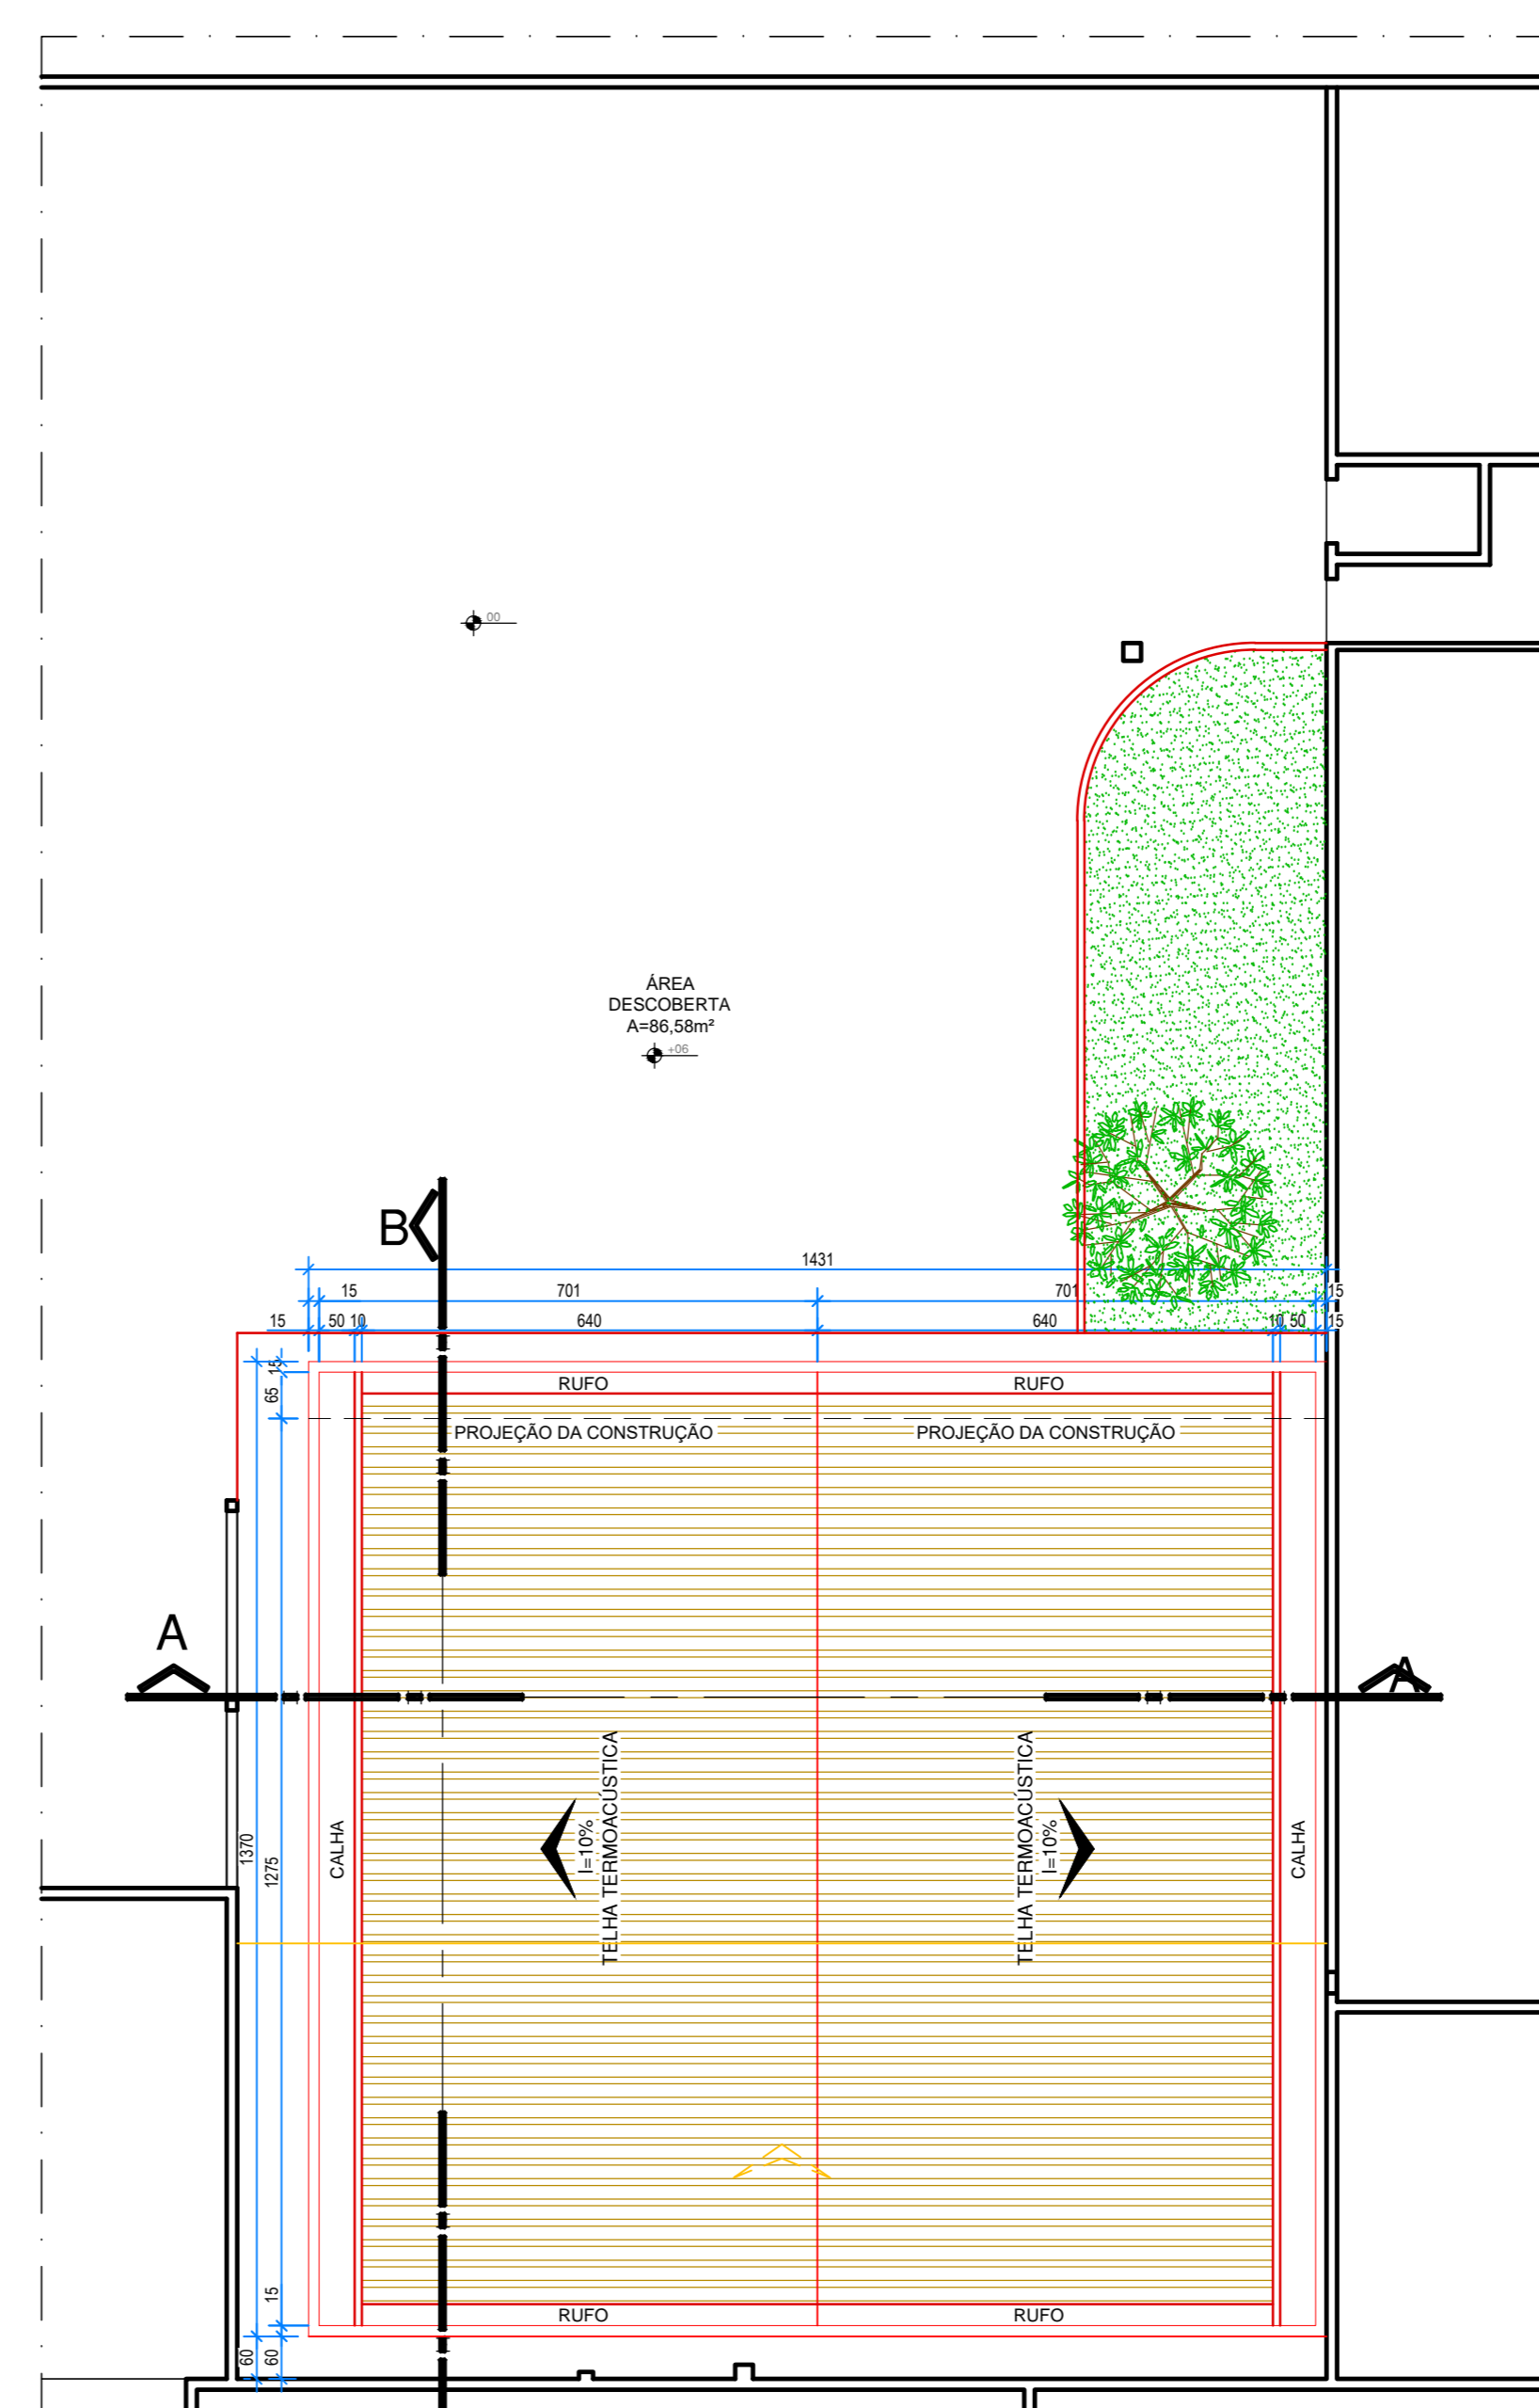 00
ÁREA
DESCOBERTA
A=86,58m²
+06
B
1431
15 701 701 15
15 50 10 640 640 10 50 15
15
65
RUFO RUFO
PROJEÇÃO DA CONSTRUÇÃO PROJEÇÃO DA CONSTRUÇÃO
A A
1370
1275
CALHA
I=10%
TELHA TERMOACÚSTICA
TELHA TERMOACÚSTICA
I=10%
CALHA
15
RUFO RUFO
60
60